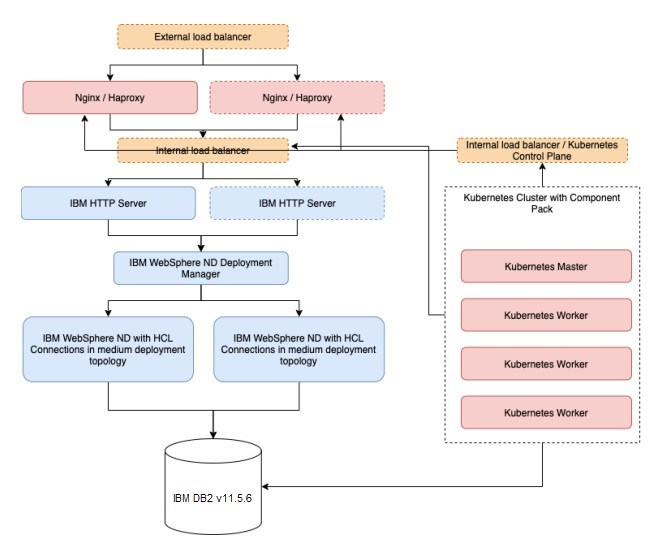 External load balancer
Nginx / Haproxy
Nginx / Haproxy
Internal load balancer
Internal load balancer / Kubernetes
Control Plane
IBM HTTP Server
IBM HTTP Server
Kubernetes Cluster with Component
Pack
IBM WebSphere ND Deployment
Manager
Kubernetes Master
Kubernetes Worker
Kubernetes Worker
Kubernetes Worker
IBM WebSphere ND with HCL
Connections in medium deployment
topology
IBM WebSphere ND with HCL
Connections in medium deployment
topology
IBM DB2 v11.5.6